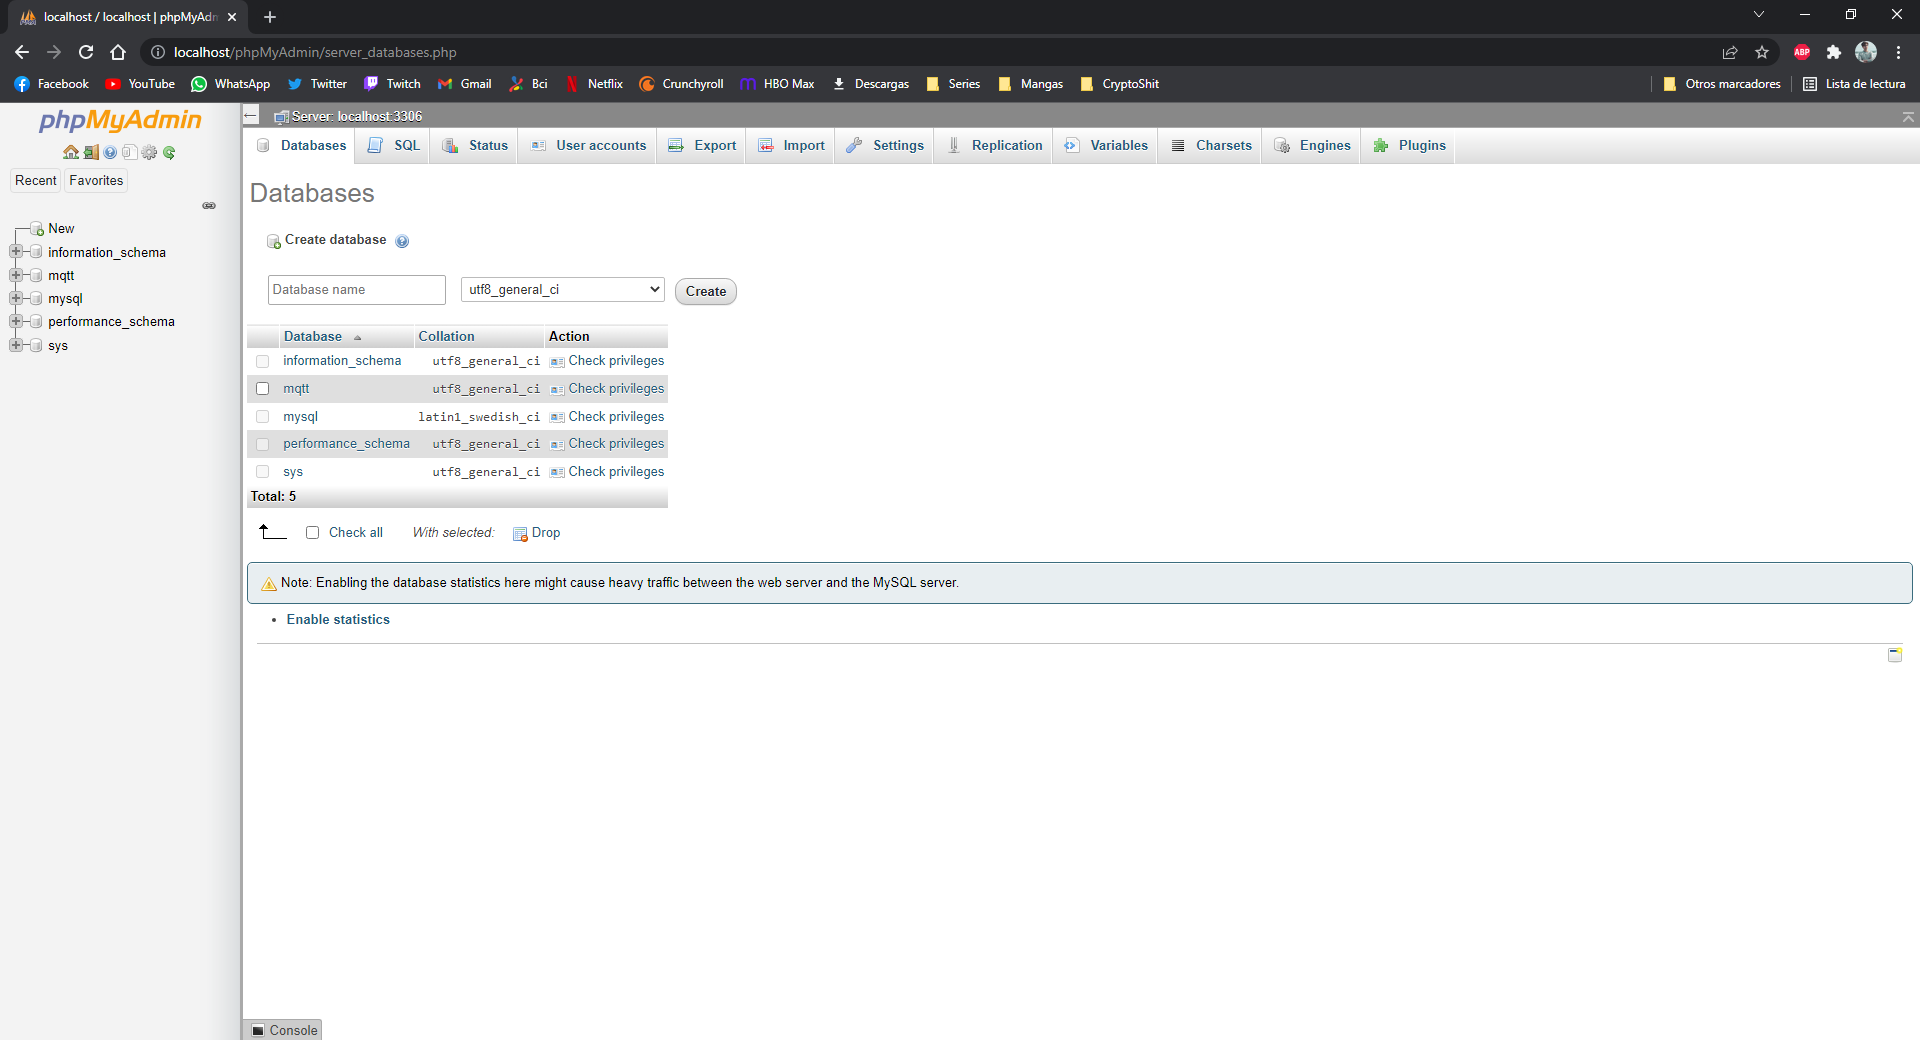 localhost / localhost | phpMyAdm
localhost/phpMyAdmin/server_databases.php
ABP
Facebook YouTube WhatsApp Twitter Twitch Gmail Bci Netflix Crunchyroll HBO Max Descargas Series Mangas CryptoShit Otros marcadores Lista de lectura
phpMyAdmin
Recent Favorites
New
information_schema
mqtt
mysql
performance_schema
sys
Server: localhost:3306
Databases SQL Status User accounts Export Import Settings Replication Variables Charsets Engines Plugins
Databases
Create database
Database name utf8_general_ci Create
Database Collation Action
information_schema utf8_general_ci Check privileges
mqtt utf8_general_ci Check privileges
mysql latin1_swedish_ci Check privileges
performance_schema utf8_general_ci Check privileges
sys utf8_general_ci Check privileges
Total: 5
Check all With selected: Drop
Note: Enabling the database statistics here might cause heavy traffic between the web server and the MySQL server.
Enable statistics
Console